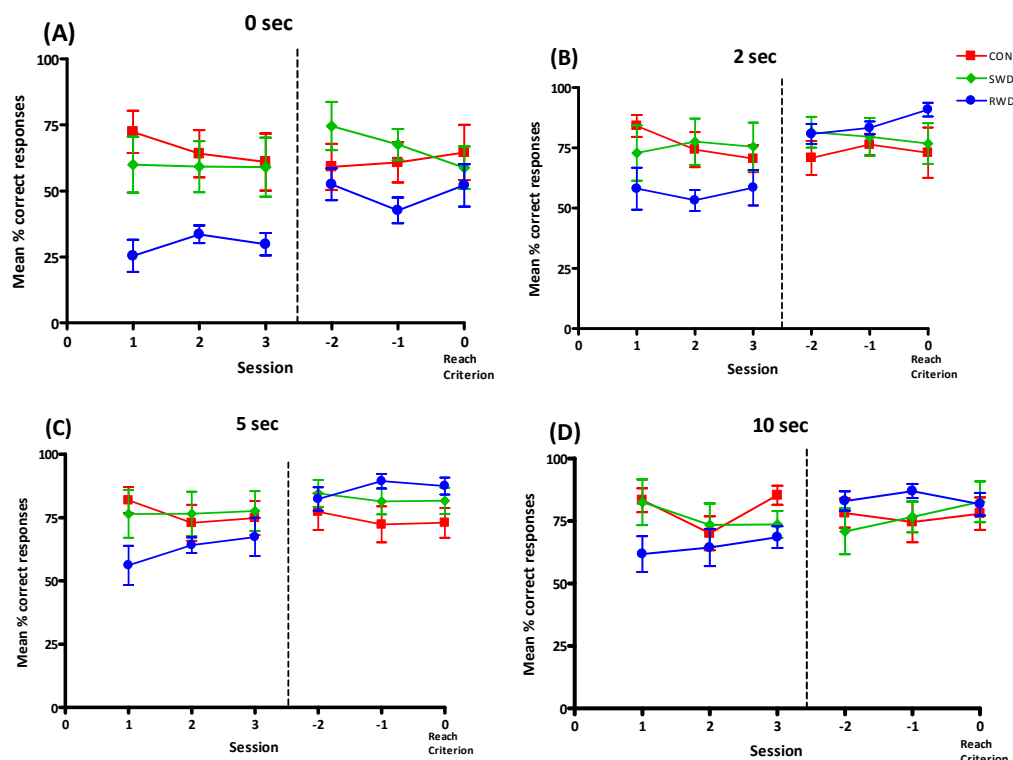 (A)
0 sec
100
75
50
25
0
Mean % correct responses
0 1 2 3 -2 -1 0
Reach
Criterion
Session
(B)
2 sec
CON
SWD
RWD
100
75
50
25
0
Mean % correct responses
0 1 2 3 -2 -1 0
Reach
Criterion
Session
(C)
5 sec
100
75
50
25
0
Mean % correct responses
0 1 2 3 -2 -1 0
Reach
Criterion
Session
(D)
10 sec
100
75
50
25
0
Mean % correct responses
0 1 2 3 -2 -1 0
Reach
Criterion
Session